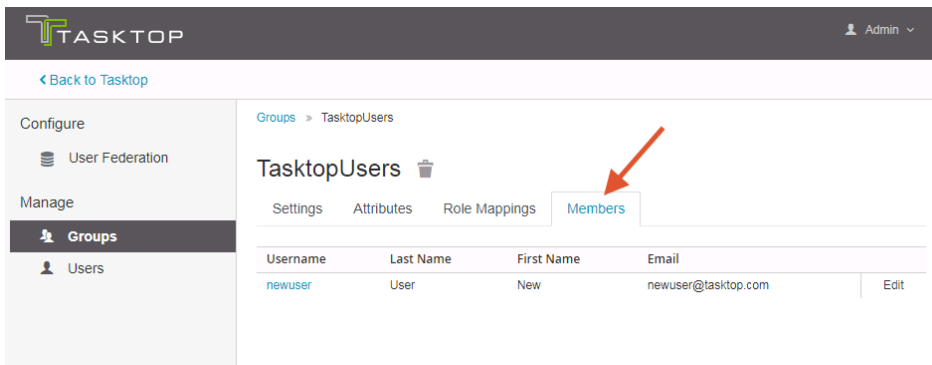 TASKTOP
Admin
Back to Tasktop
Configure
User Federation
Manage
Groups
Users
Groups » TasktopUsers
TasktopUsers
Settings Attributes Role Mappings Members
Username Last Name First Name Email
newuser User New newuser@tasktop.com Edit